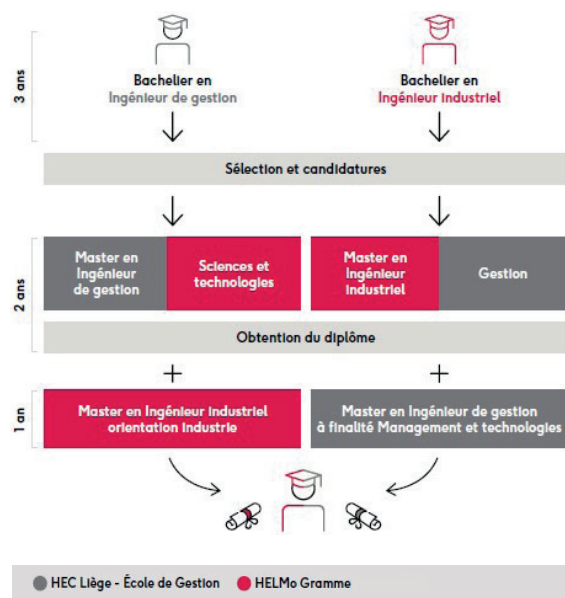 3 ans
Bachelier en
Ingénieur de gestion
Bachelier en
Ingénieur industriel
Sélection et candidatures
2 ans
Master en
Ingénieur
de gestion
Sciences et
technologies
Master en
Ingénieur
industriel
Gestion
Obtention du diplôme
+
+
1 an
Master en Ingénieur industriel
orientation industrie
Master en Ingénieur de gestion
à finalité Management et technologies
HEC Liège - École de Gestion
HELMo Gramme